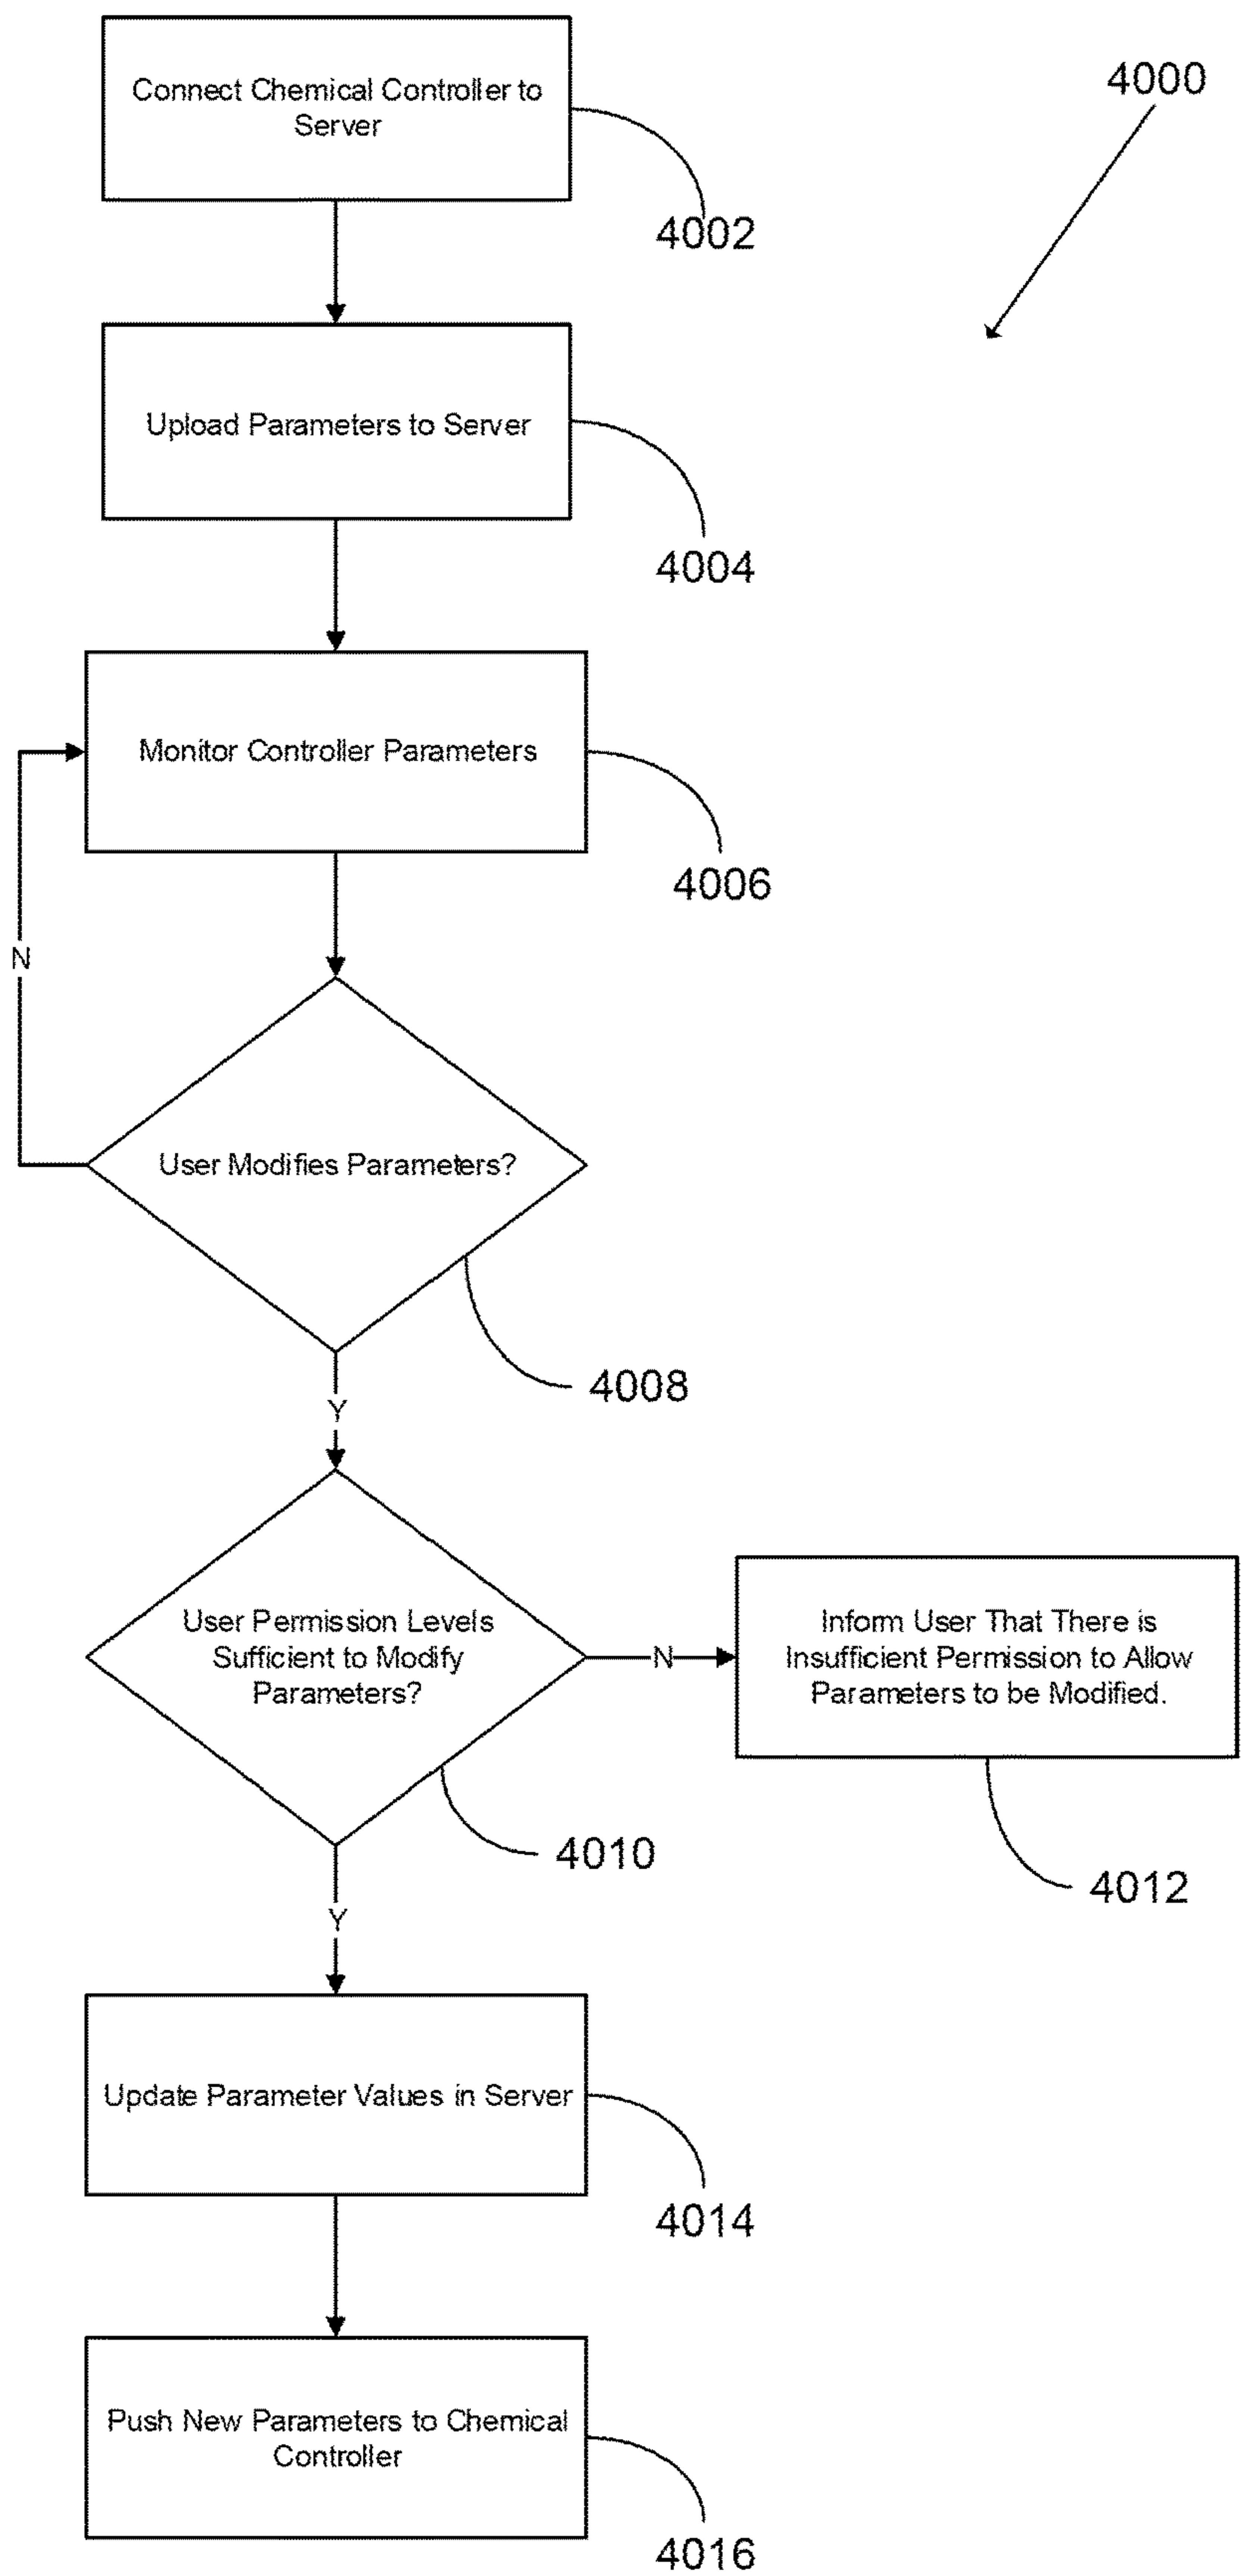 Connect Chemical Controller to
Server
4000
4002
Upload Parameters to Server
4004
Monitor Controller Parameters
4006
N
User Modifies Parameters?
4008
Y
User Permission Levels
Sufficient to Modify
Parameters?
N
Inform User That There is
Insufficient Permission to Allow
Parameters to be Modified.
4010
4012
Y
Update Parameter Values in Server
4014
Push New Parameters to Chemical
Controller
4016